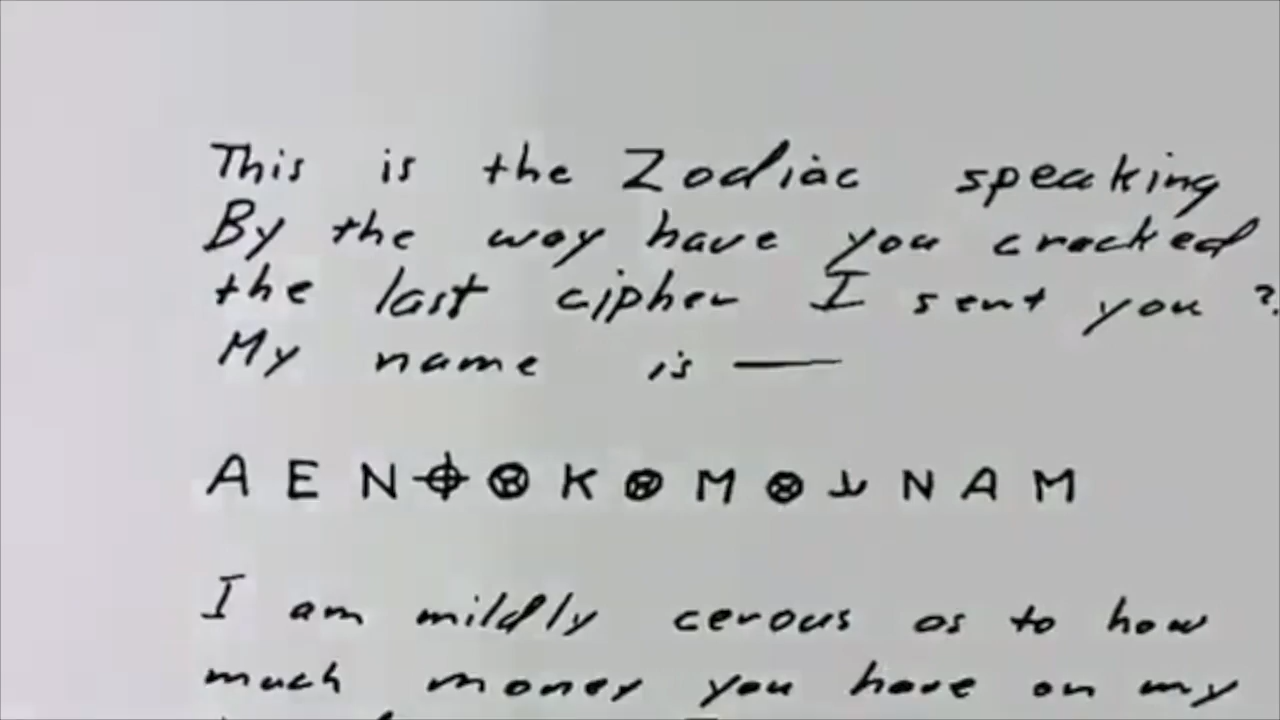 This is the Zodiac speaking
By the way have you cracked
the last cipher I sent you ?
My name is —
A E N ⌖ ⊗ K ⊗ M ⊗ ⅄ N A M
I am mildly cerous as to how
much money you have on my